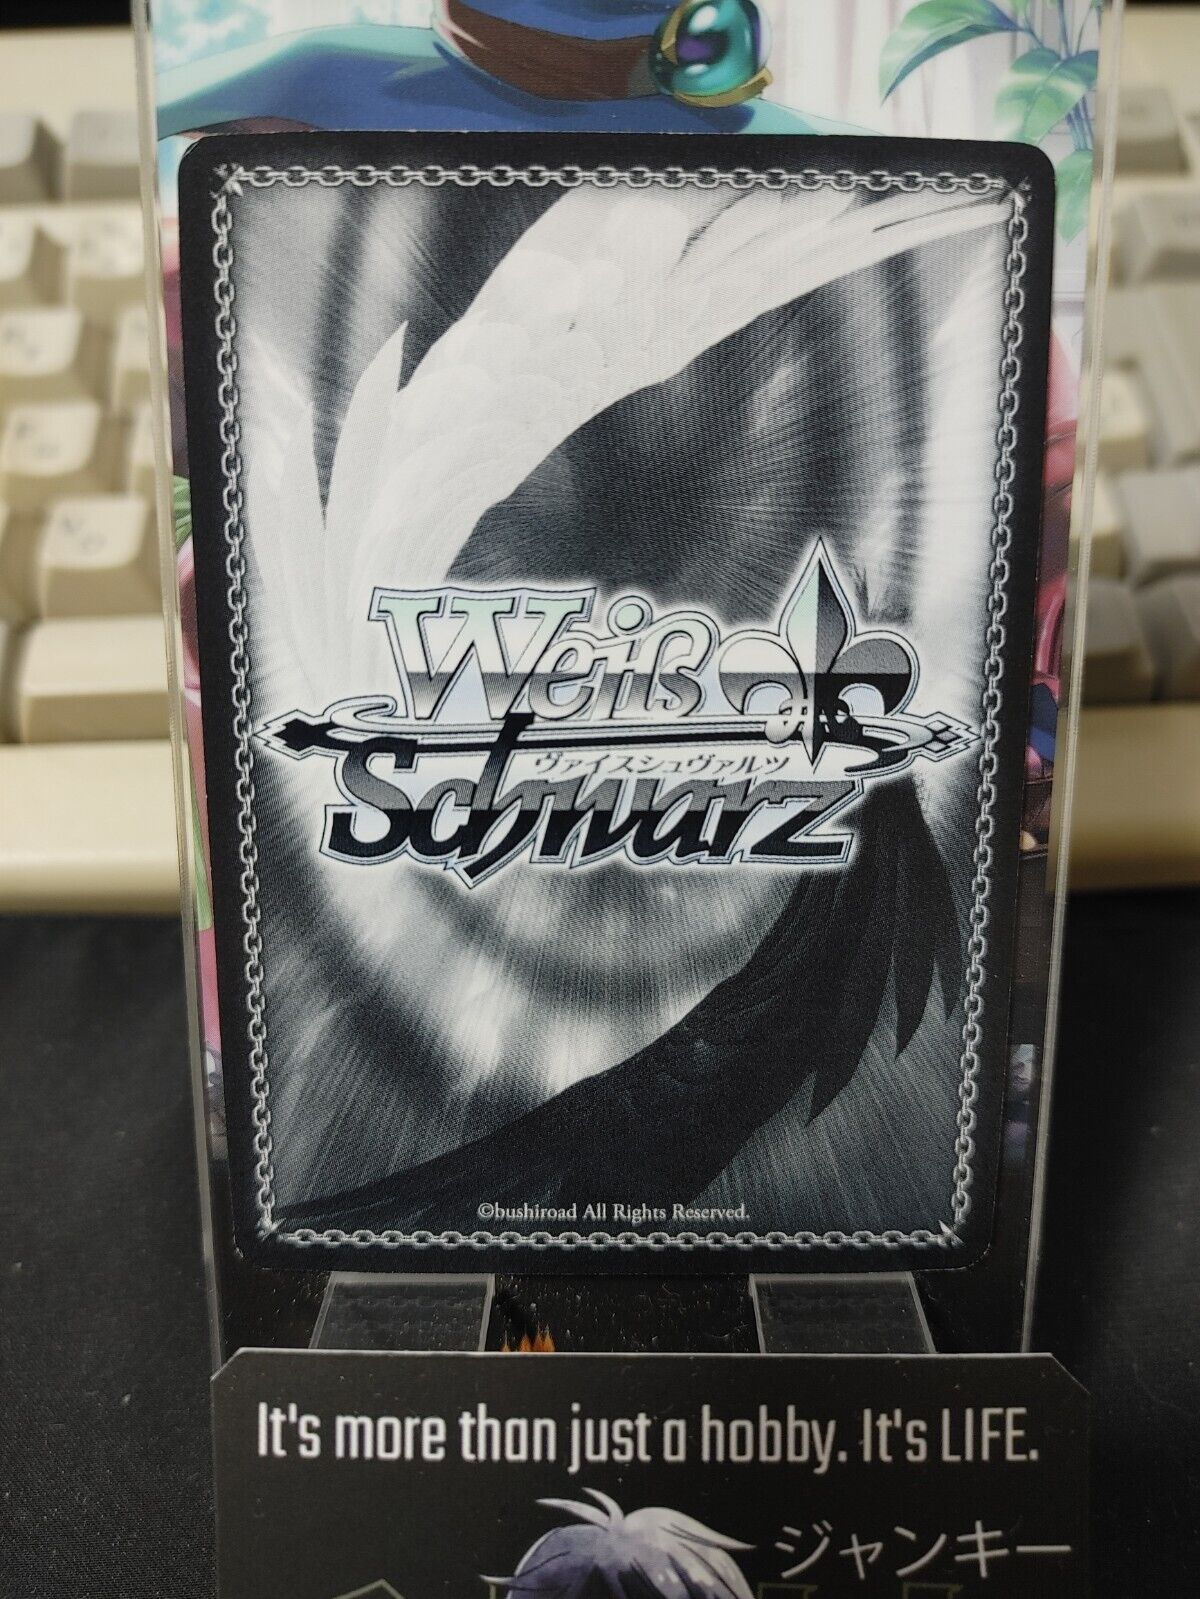 Weiß
Schwarz
ヴァイスシュヴァルツ
©bushiroad All Rights Reserved.
It's more than just a hobby. It's LIFE.
ジャンキー